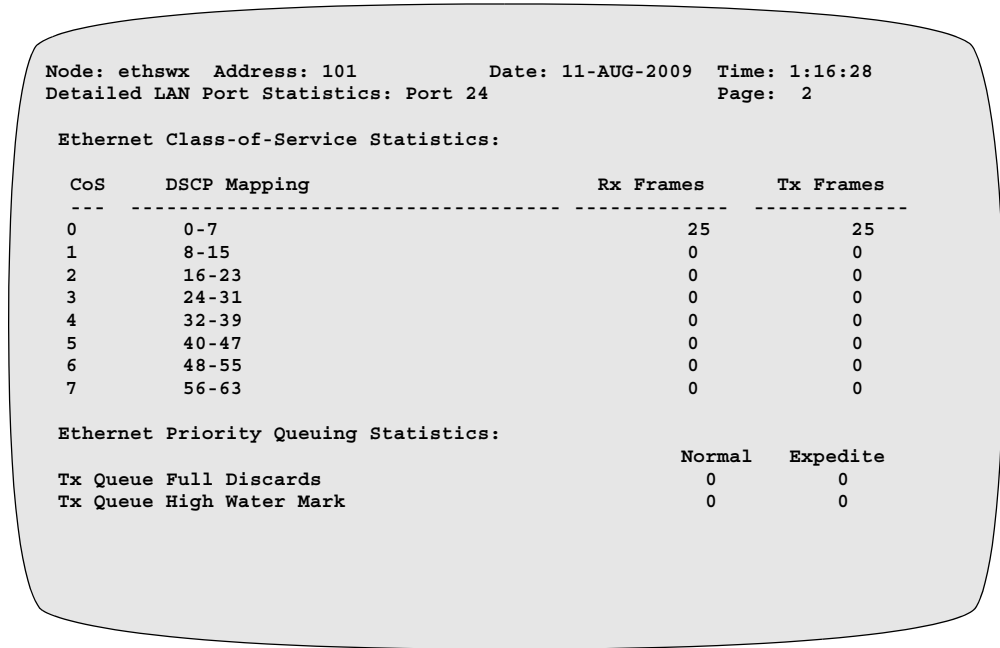 Node: ethswx  Address: 101  Date: 11-AUG-2009  Time: 1:16:28
Detailed LAN Port Statistics: Port 24  Page:  2
Ethernet Class-of-Service Statistics:
CoS  DSCP Mapping  Rx Frames  Tx Frames
---  ------------------------------------ -------------  -------------
0  0-7  25  25
1  8-15  0  0
2  16-23  0  0
3  24-31  0  0
4  32-39  0  0
5  40-47  0  0
6  48-55  0  0
7  56-63  0  0
Ethernet Priority Queuing Statistics:
Normal  Expedite
Tx Queue Full Discards  0  0
Tx Queue High Water Mark  0  0